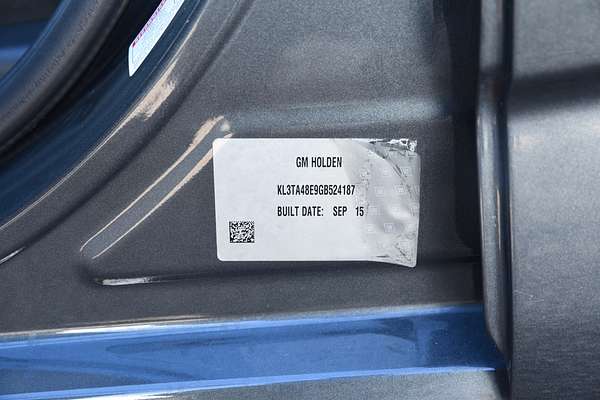 GM HOLDEN
KL3TA48E9GB524187
BUILT DATE: SEP 15